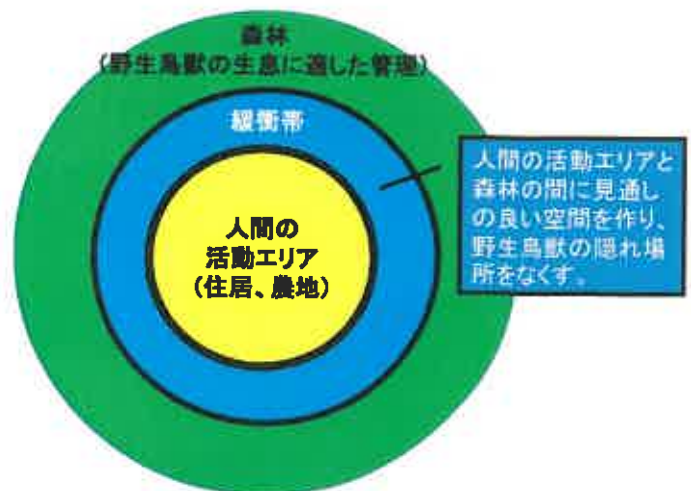 森林
(野生鳥獣の生息に適した管理)
緩衝帯
人間の
活動エリア
(住居、農地)
人間の活動エリアと
森林の間に見通し
の良い空間を作り、
野生鳥獣の隠れ場
所をなくす。